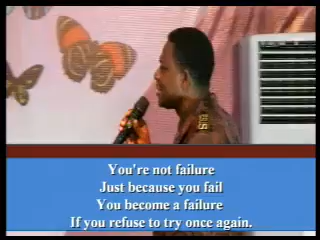 You're not failure
Just because you fail
You become a failure
If you refuse to try once again.